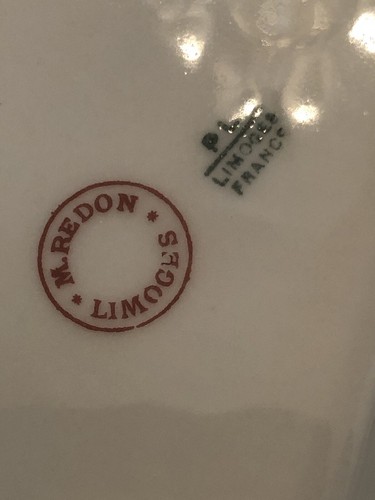 P L
LIMOGES
FRANCE
M. REDON
* LIMOGES *